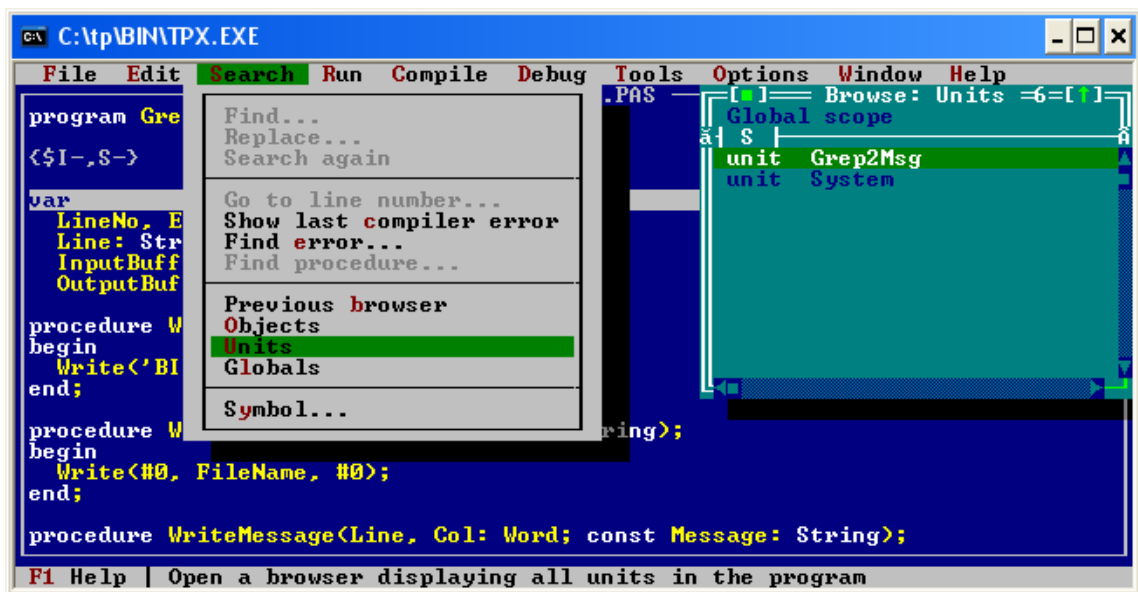 C:\tp\BIN\TPX.EXE
File Edit Search Run Compile Debug Tools Options Window Help
.PAS
program Gre
{$I-,S-}
var
LineNo, E
Line: Str
InputBuff
OutputBuf
procedure W
begin
Write('BI
end;
procedure W
ring);
begin
Write(#0, FileName, #0);
end;
procedure WriteMessage(Line, Col: Word; const Message: String);
Find...
Replace...
Search again
Go to line number...
Show last compiler error
Find error...
Find procedure...
Previous browser
Objects
Units
Globals
Symbol...
[■]
Browse: Units
=6=[↑]
Global scope
ă┤ S ├ Â
unit Grep2Msg
unit System
F1 Help | Open a browser displaying all units in the program